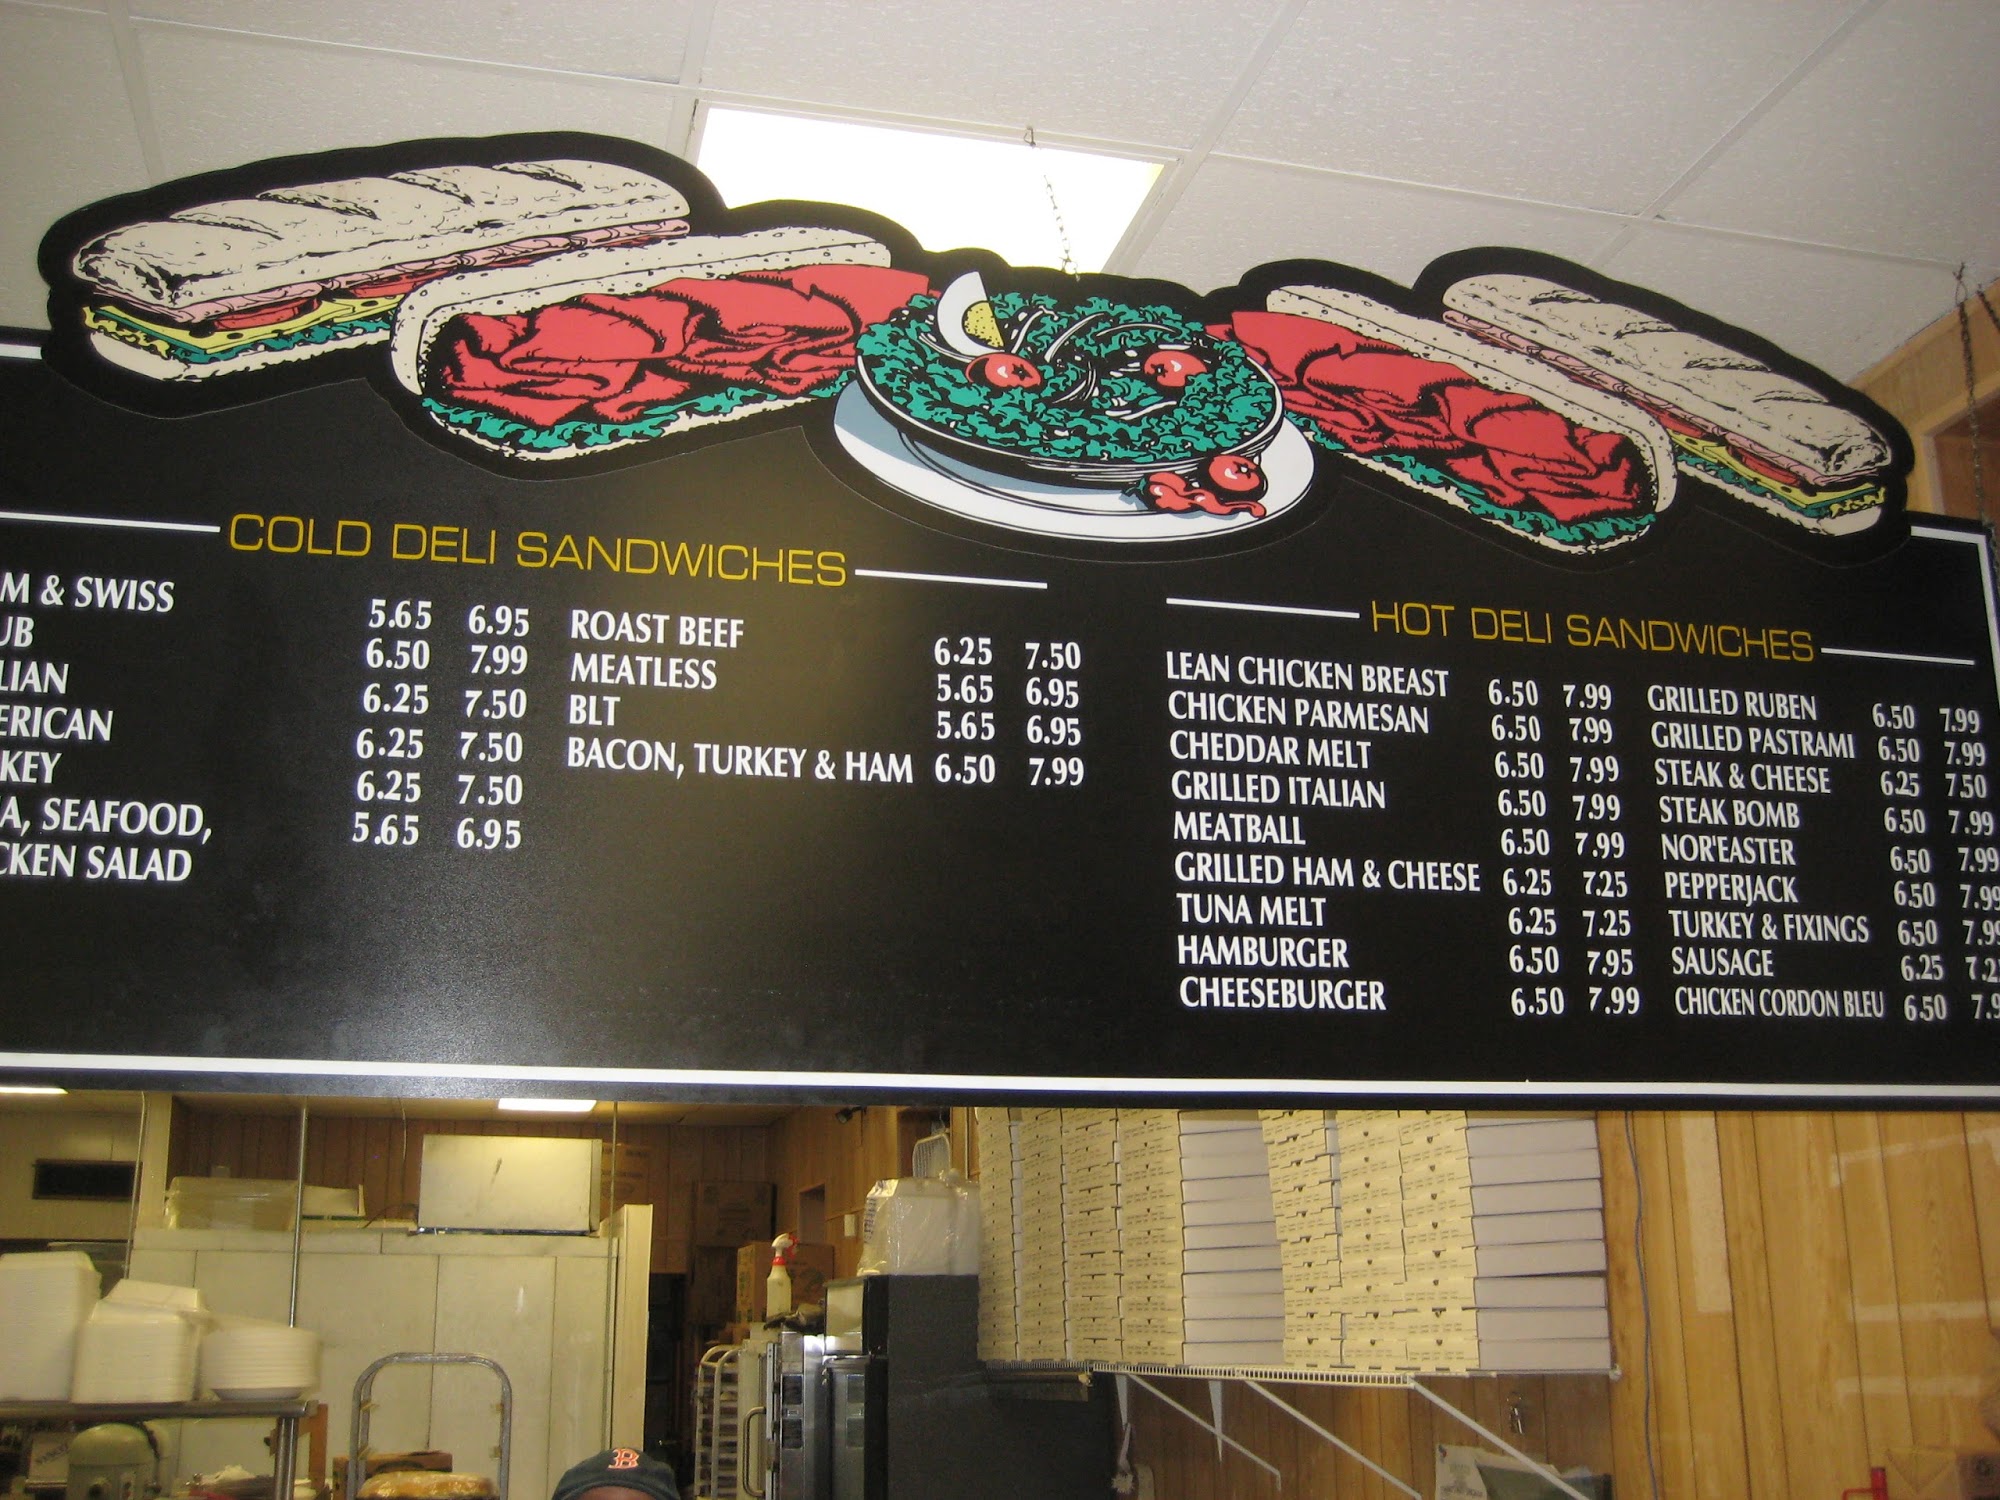 COLD DELI SANDWICHES
M & SWISS 5.65 6.95
UB 6.50 7.99
LIAN 6.25 7.50
ERICAN 6.25 7.50
KEY 6.25 7.50
A, SEAFOOD, 5.65 6.95
CKEN SALAD
ROAST BEEF 6.25 7.50
MEATLESS 5.65 6.95
BLT 5.65 6.95
BACON, TURKEY & HAM 6.50 7.99
HOT DELI SANDWICHES
LEAN CHICKEN BREAST 6.50 7.99
CHICKEN PARMESAN 6.50 7.99
CHEDDAR MELT 6.50 7.99
GRILLED ITALIAN 6.50 7.99
MEATBALL 6.50 7.99
GRILLED HAM & CHEESE 6.25 7.25
TUNA MELT 6.25 7.25
HAMBURGER 6.50 7.95
CHEESEBURGER 6.50 7.99
GRILLED RUBEN 6.50 7.99
GRILLED PASTRAMI 6.50 7.99
STEAK & CHEESE 6.25 7.50
STEAK BOMB 6.50 7.99
NOR'EASTER 6.50 7.99
PEPPERJACK 6.50 7.99
TURKEY & FIXINGS 6.50 7.99
SAUSAGE 6.25 7.2
CHICKEN CORDON BLEU 6.50 7.9
B